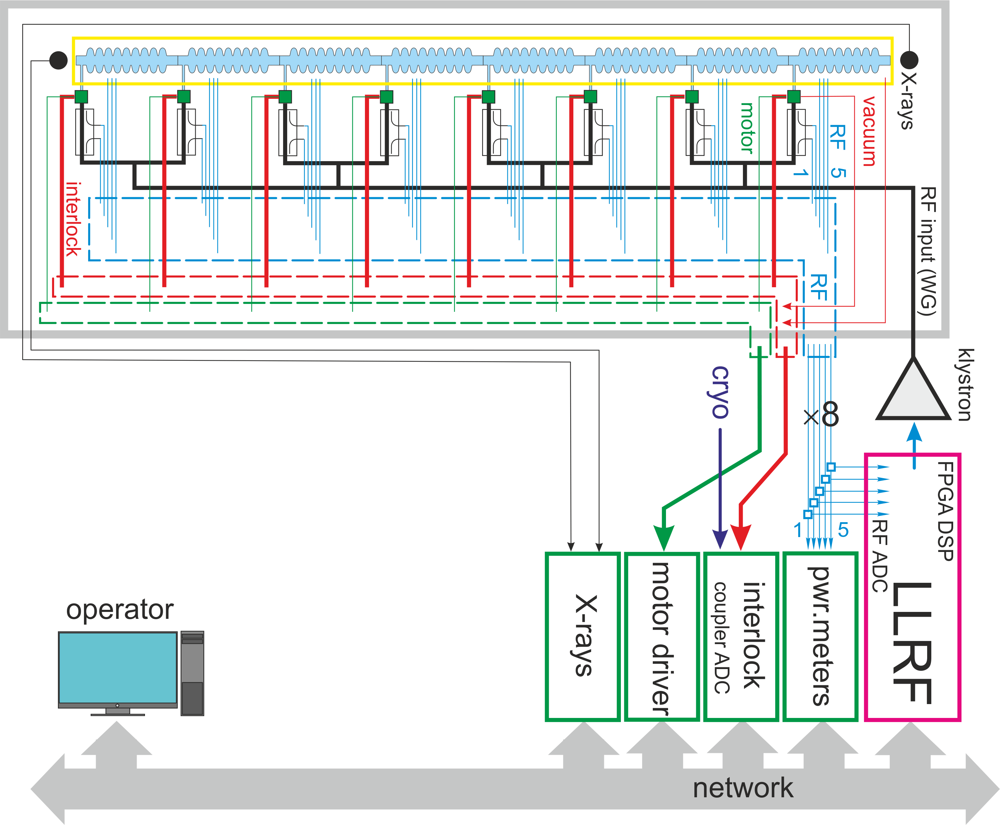 X-rays
vacuum
motor
RF
1 5
interlock
RF input (WG)
RF
klystron
cryo
×8
FPGA DSP
RF ADC
LLRF
1 5
X-rays
motor driver
interlock
coupler ADC
pwr.meters
operator
network